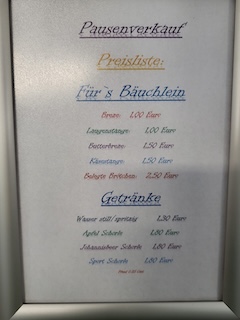 Pausenverkauf
Preisliste:
Für`s Bäuchlein
Breze: 1,00 Euro
Laugenstange: 1,00 Euro
Butterbreze: 1,50 Euro
Käsestange: 1,50 Euro
Belegte Brötchen: 2,50 Euro
Getränke
Wasser still/spritzig 1,30 Euro
Apfel Schorle 1,80 Euro
Johannisbeer Schorle 1,80 Euro
Sport Schorle 1,80 Euro